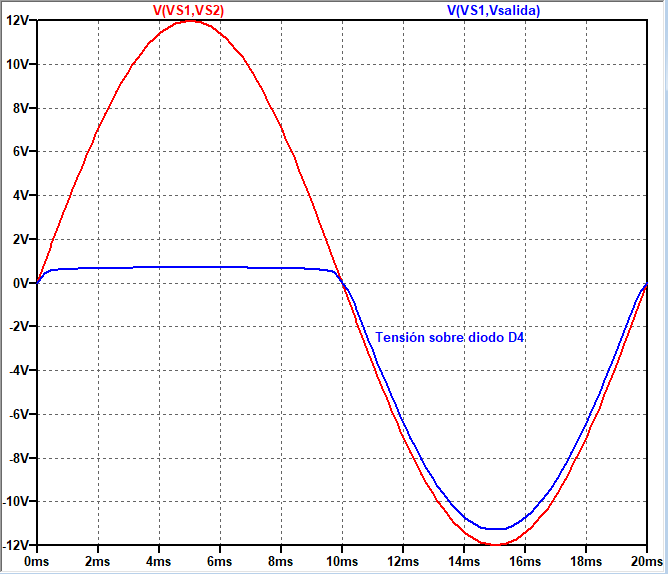 V(VS1,VS2) V(VS1,Vsalida)
12V
10V
8V
6V
4V
2V
0V
-2V
Tensión sobre diodo D4
-4V
-6V
-8V
-10V
-12V
0ms 2ms 4ms 6ms 8ms 10ms 12ms 14ms 16ms 18ms 20ms